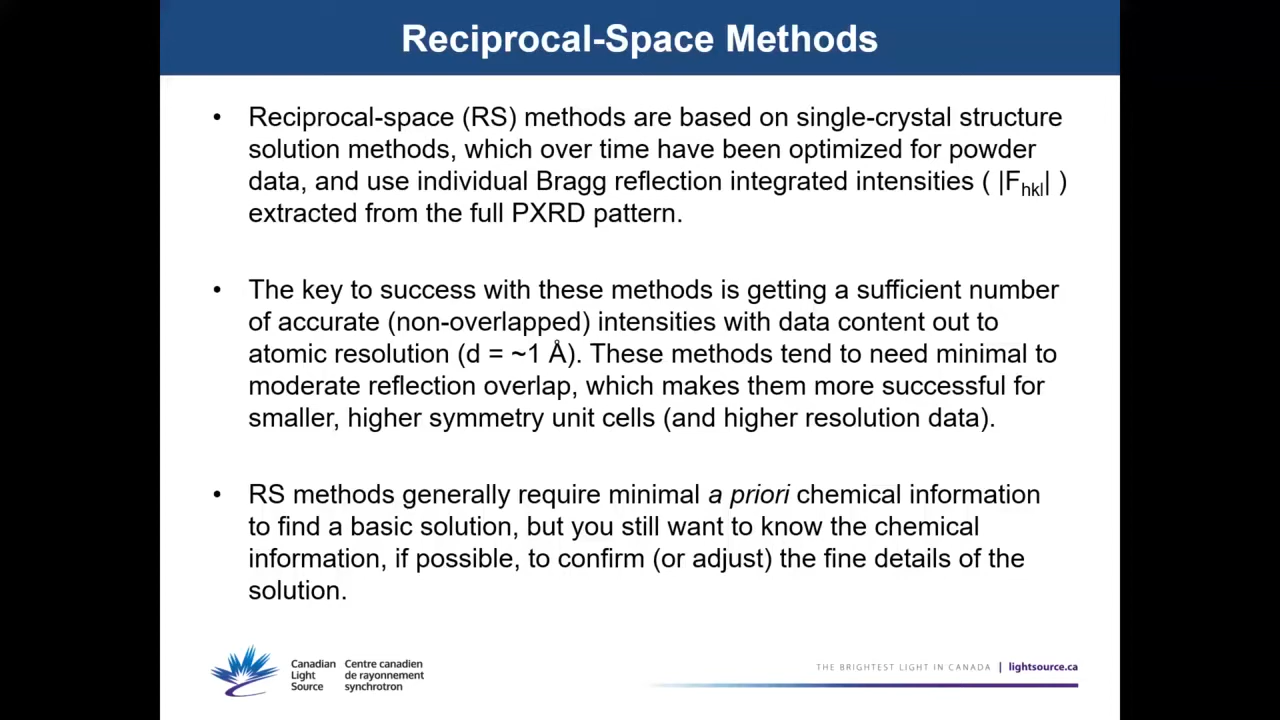 Reciprocal-Space Methods
• Reciprocal-space (RS) methods are based on single-crystal structure
solution methods, which over time have been optimized for powder
data, and use individual Bragg reflection integrated intensities ( |Fhkl| )
extracted from the full PXRD pattern.
• The key to success with these methods is getting a sufficient number
of accurate (non-overlapped) intensities with data content out to
atomic resolution (d = ~1 Å). These methods tend to need minimal to
moderate reflection overlap, which makes them more successful for
smaller, higher symmetry unit cells (and higher resolution data).
• RS methods generally require minimal a priori chemical information
to find a basic solution, but you still want to know the chemical
information, if possible, to confirm (or adjust) the fine details of the
solution.
Canadian Centre canadien
Light de rayonnement
Source synchrotron
THE BRIGHTEST LIGHT IN CANADA | lightsource.ca